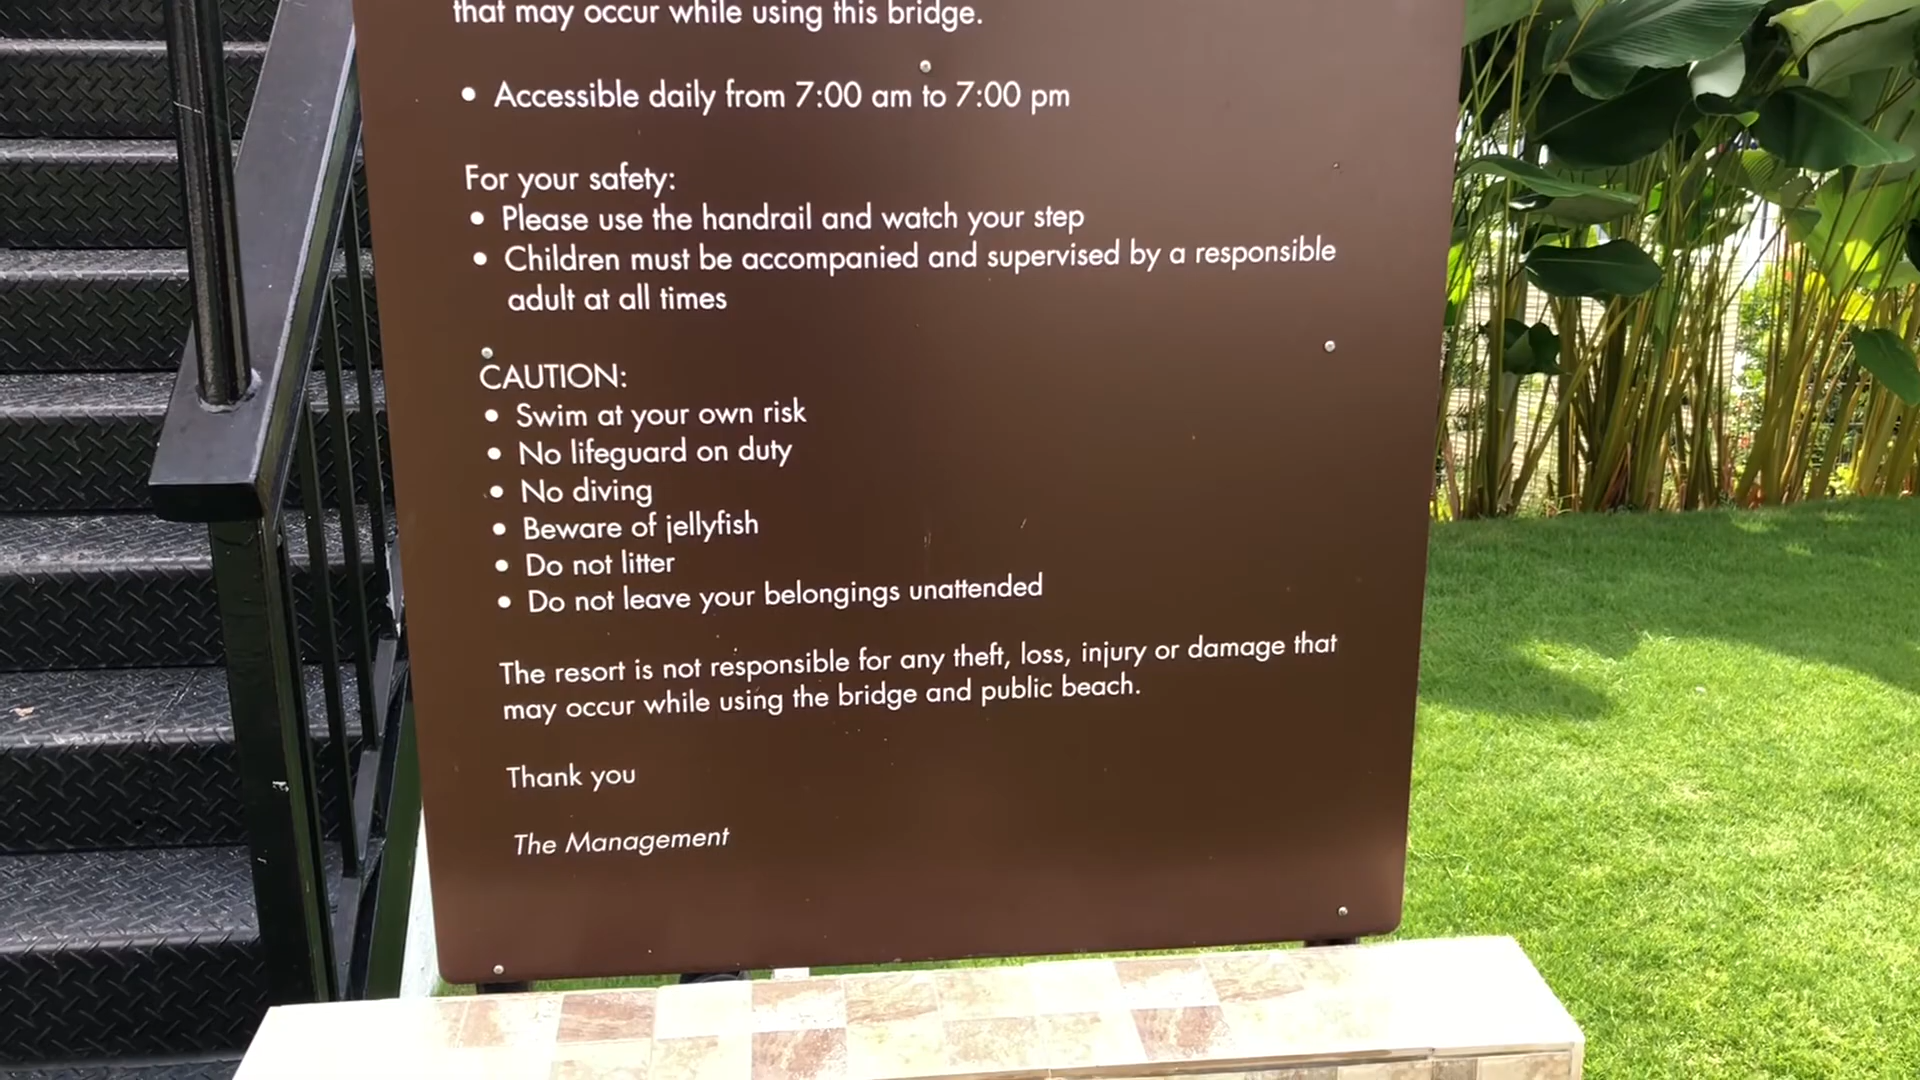 that may occur while using this bridge.
• Accessible daily from 7:00 am to 7:00 pm
For your safety:
• Please use the handrail and watch your step
• Children must be accompanied and supervised by a responsible
adult at all times
CAUTION:
• Swim at your own risk
• No lifeguard on duty
• No diving
• Beware of jellyfish
• Do not litter
• Do not leave your belongings unattended
The resort is not responsible for any theft, loss, injury or damage that
may occur while using the bridge and public beach.
Thank you
The Management